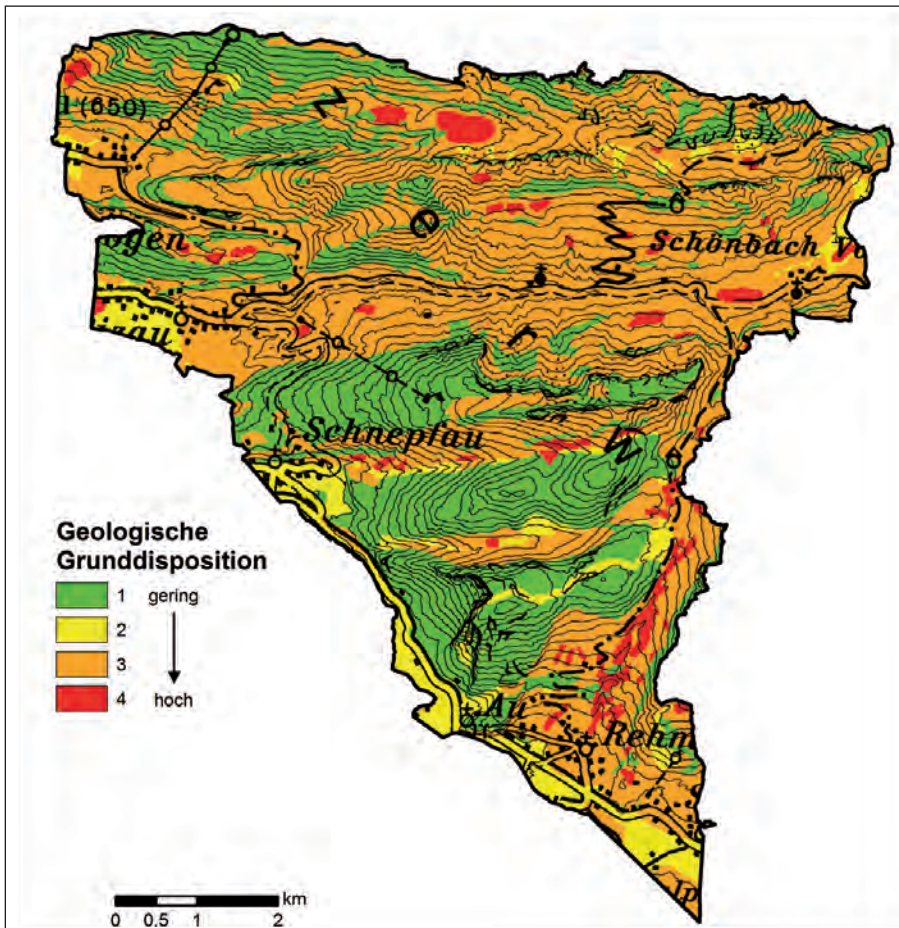 (650)
Z
e
ogen
Schönbach
r
Schnepfau
W
Geologische
Grunddisposition
1 gering
2
3
4 hoch
Au
Rehm
km
0 0.5 1 2